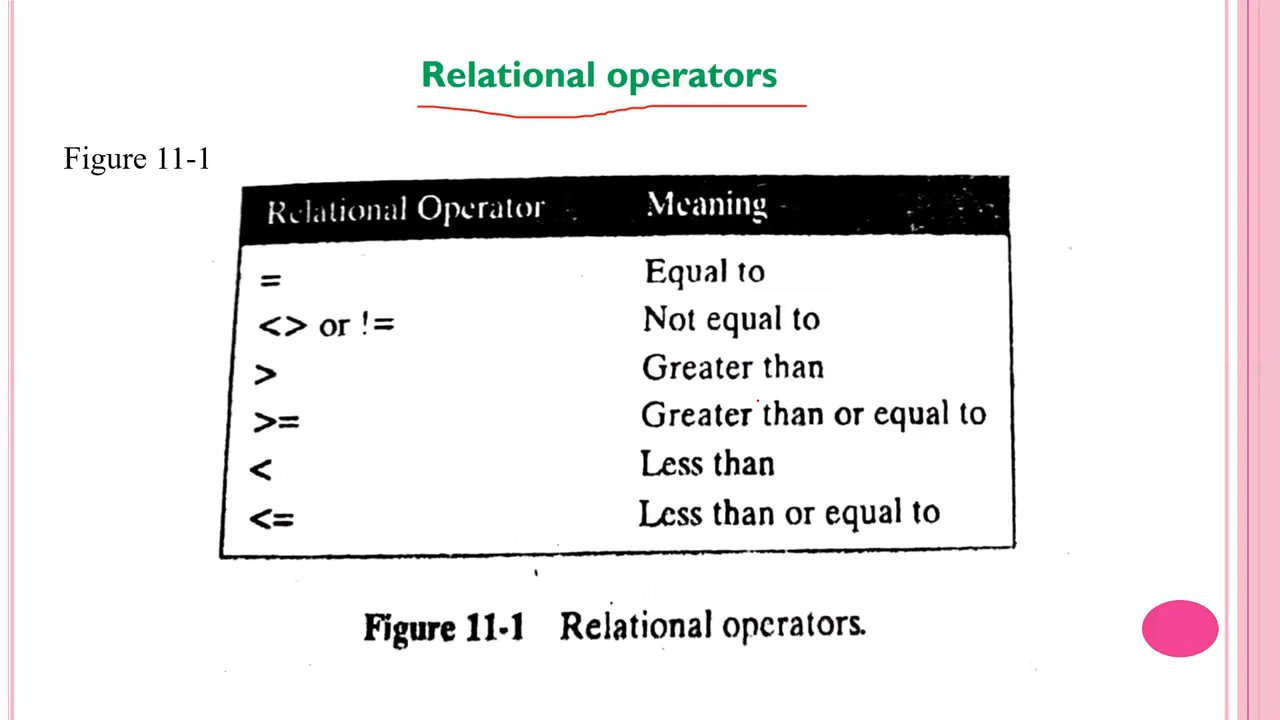 Relational operators
Figure 11-1
Relational Operator Meaning
= Equal to
<> or != Not equal to
> Greater than
>= Greater than or equal to
< Less than
<= Less than or equal to
Figure 11-1 Relational operators.